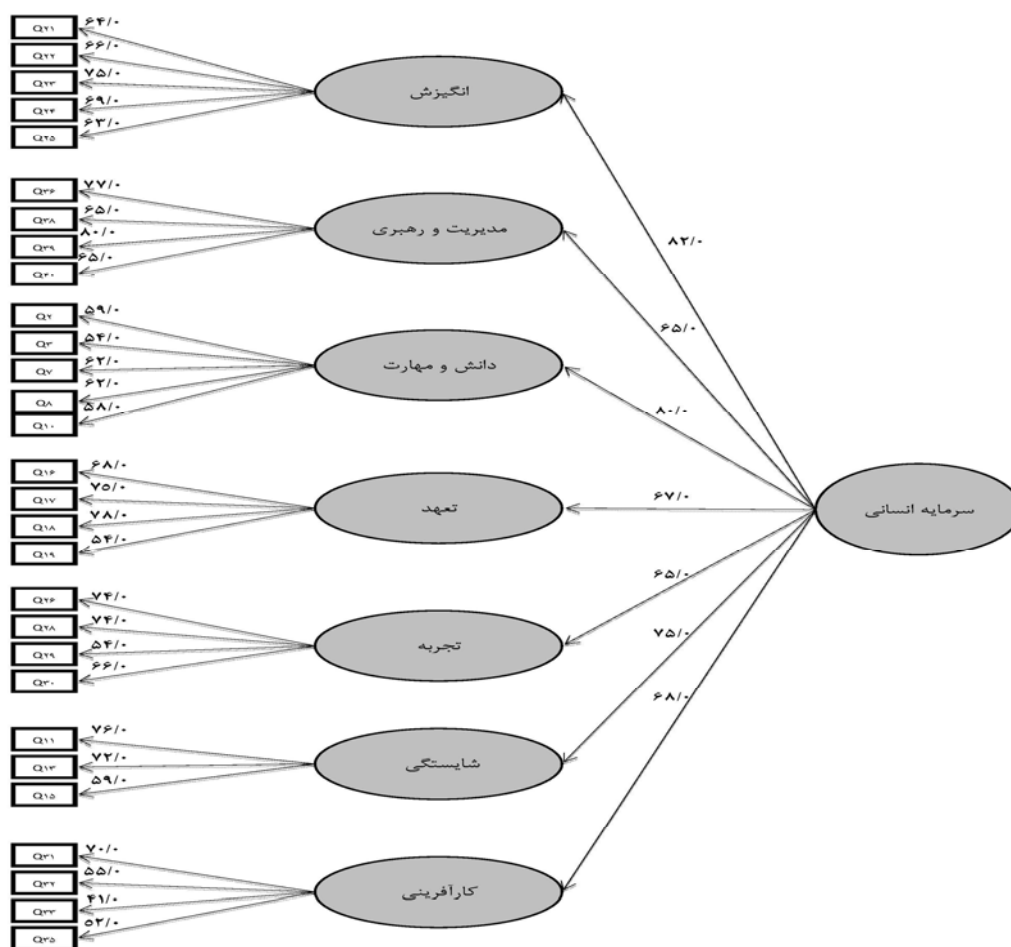 Q۲۱ ۶۴/۰
Q۲۲ ۶۶/۰
Q۲۳ ۷۵/۰
Q۲۴ ۶۹/۰
Q۲۵ ۶۳/۰
انگیزش
۸۲/۰
Q۳۶ ۷۷/۰
Q۳۸ ۶۵/۰
Q۳۹ ۸۰/۰
Q۴۰ ۶۵/۰
مدیریت و رهبری
۶۵/۰
Q۲ ۵۹/۰
Q۳ ۵۴/۰
Q۷ ۶۲/۰
Q۸ ۶۲/۰
Q۱۰ ۵۸/۰
دانش و مهارت
۸۰/۰
Q۱۶ ۶۸/۰
Q۱۷ ۷۵/۰
Q۱۸ ۷۸/۰
Q۱۹ ۵۴/۰
تعهد
۶۷/۰
سرمایه انسانی
Q۲۶ ۷۴/۰
Q۲۸ ۷۴/۰
Q۲۹ ۵۴/۰
Q۳۰ ۶۶/۰
تجربه
۶۵/۰
Q۱۱ ۷۶/۰
Q۱۳ ۷۲/۰
Q۱۵ ۵۹/۰
شایستگی
۷۵/۰
Q۳۱ ۷۰/۰
Q۳۲ ۵۵/۰
Q۳۳ ۴۱/۰
Q۳۵ ۵۲/۰
کارآفرینی
۶۸/۰